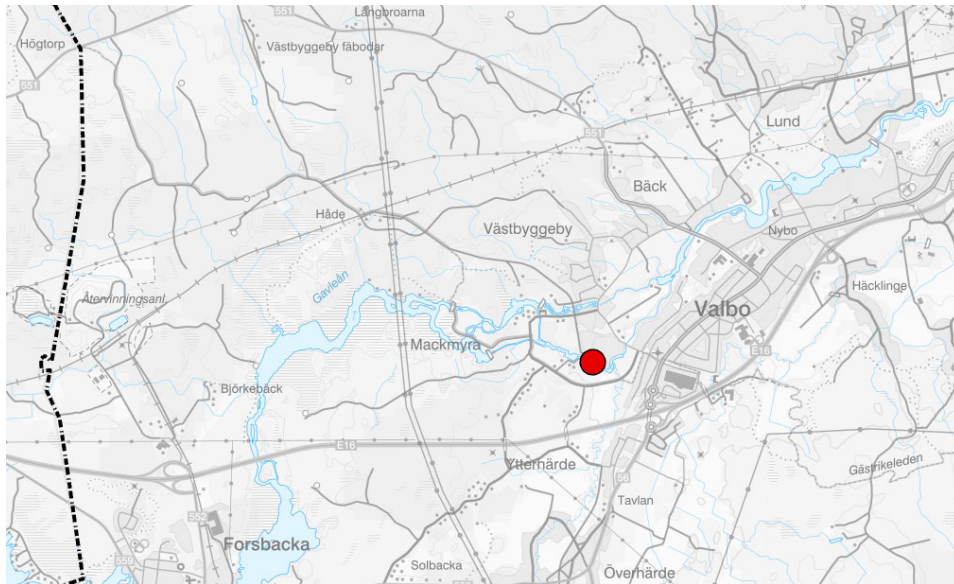 551
Långbroarna
Högtorp
Västbyggeby fäbodar
551
Lund
551
Bäck
Håde
Västbyggeby
Nybo
Gavleån
Häcklinge
Återvinningsanl.
Valbo
Mackmyra
E16
Björkebäck
E16
Ytterhärde
Gästrikeleden
56
Tavlan
552
Forsbacka
569
Solbacka
Överhärde